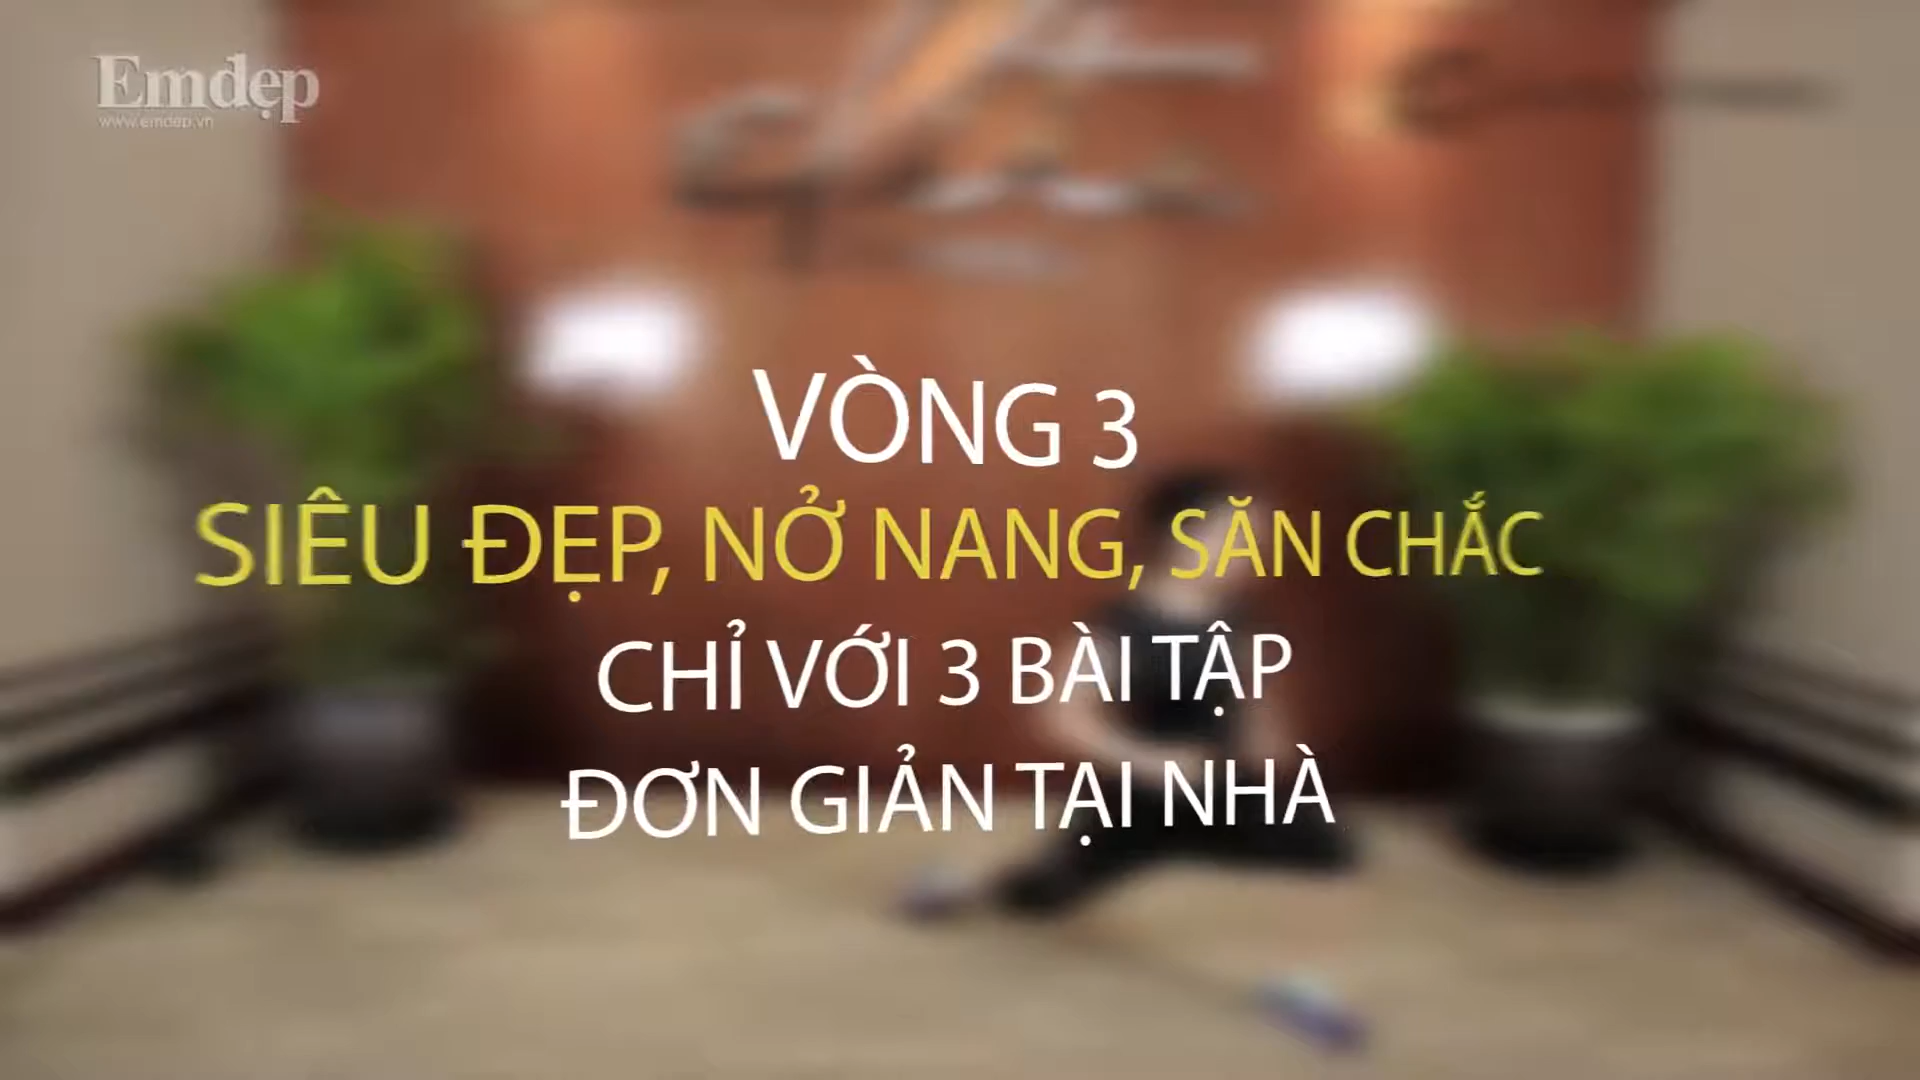 Emdẹp
www.emdep.vn
VÒNG 3
SIÊU ĐẸP, NỞ NANG, SĂN CHẮC
CHỈ VỚI 3 BÀI TẬP
ĐƠN GIẢN TẠI NHÀ